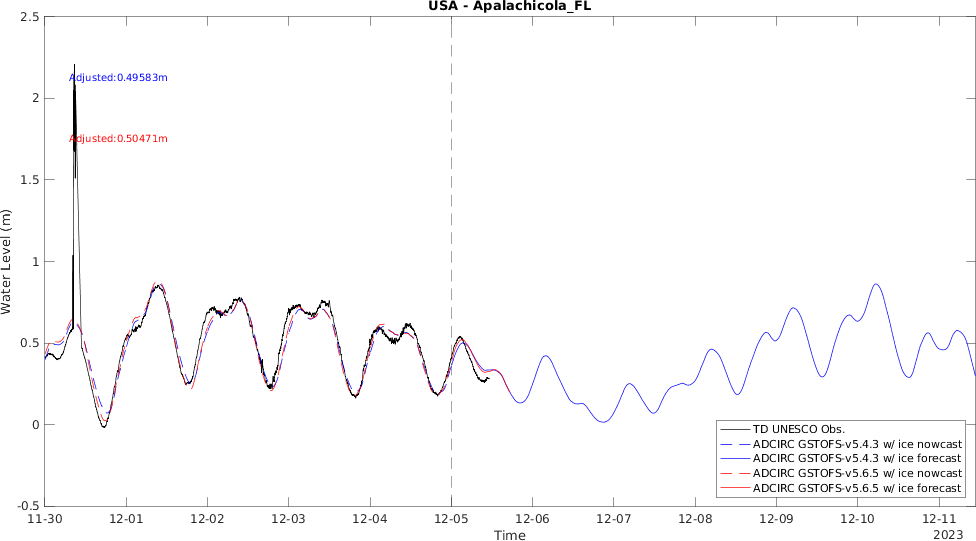 USA - Apalachicola_FL
2.5
2
1.5
1
0.5
0
-0.5
Water Level (m)
Adjusted:0.49583m
Adjusted:0.50471m
TD UNESCO Obs.
ADCIRC GSTOFS-v5.4.3 w/ ice nowcast
ADCIRC GSTOFS-v5.4.3 w/ ice forecast
ADCIRC GSTOFS-v5.6.5 w/ ice nowcast
ADCIRC GSTOFS-v5.6.5 w/ ice forecast
11-30 12-01 12-02 12-03 12-04 12-05 12-06 12-07 12-08 12-09 12-10 12-11
Time
2023